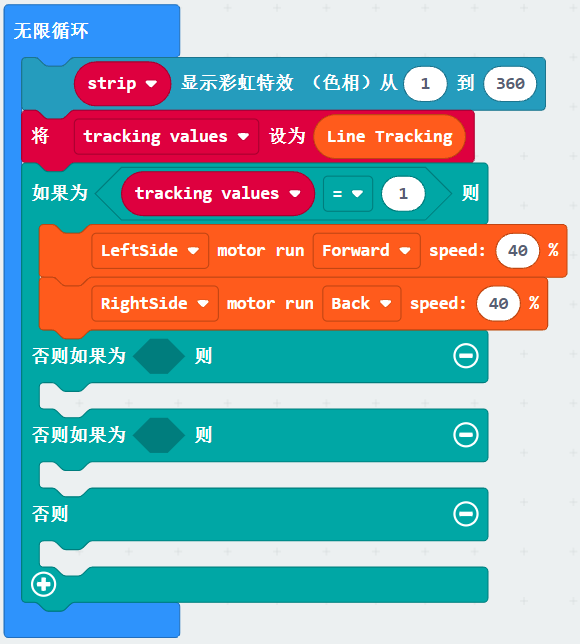 无限循环
strip 显示彩虹特效 （色相）从 1 到 360
将 tracking values 设为 Line Tracking
如果为 tracking values = 1 则
LeftSide motor run Forward speed: 40 %
RightSide motor run Back speed: 40 %
否则如果为 则
否则如果为 则
否则